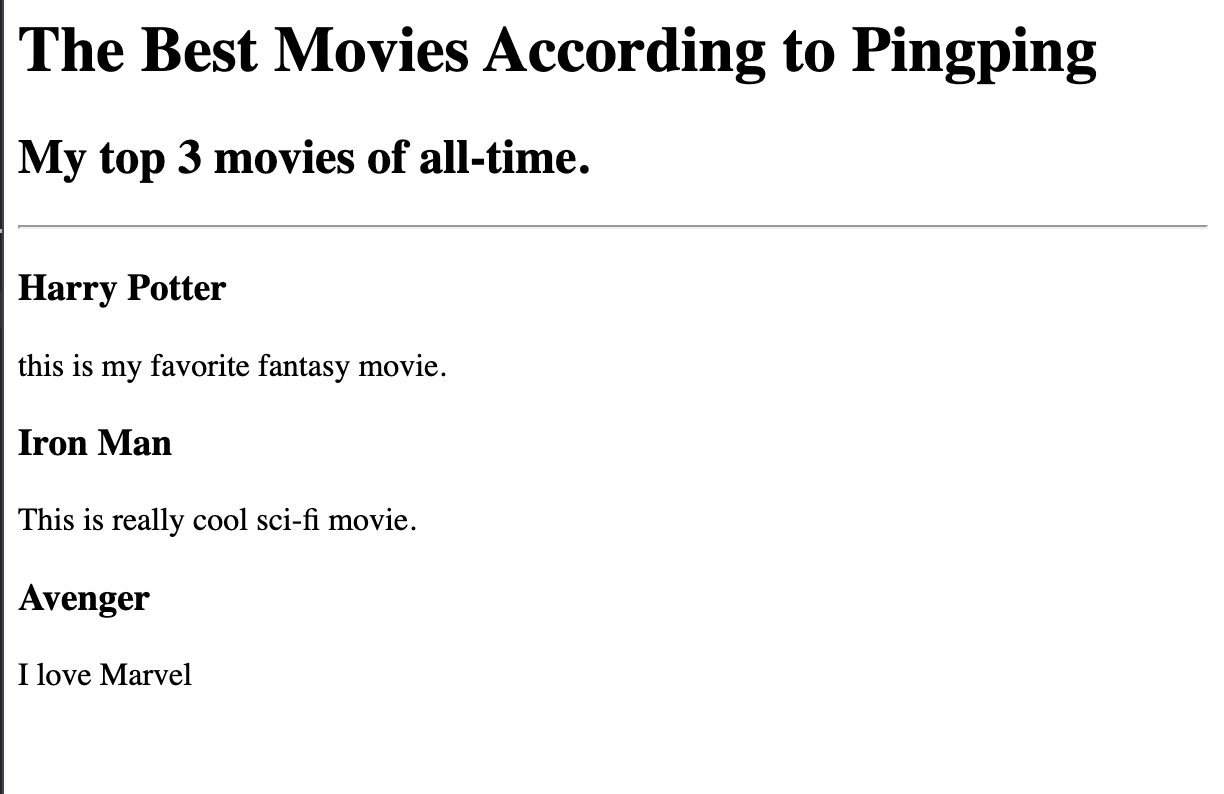 The Best Movies According to Pingping
My top 3 movies of all-time.
Harry Potter
this is my favorite fantasy movie.
Iron Man
This is really cool sci-fi movie.
Avenger
I love Marvel